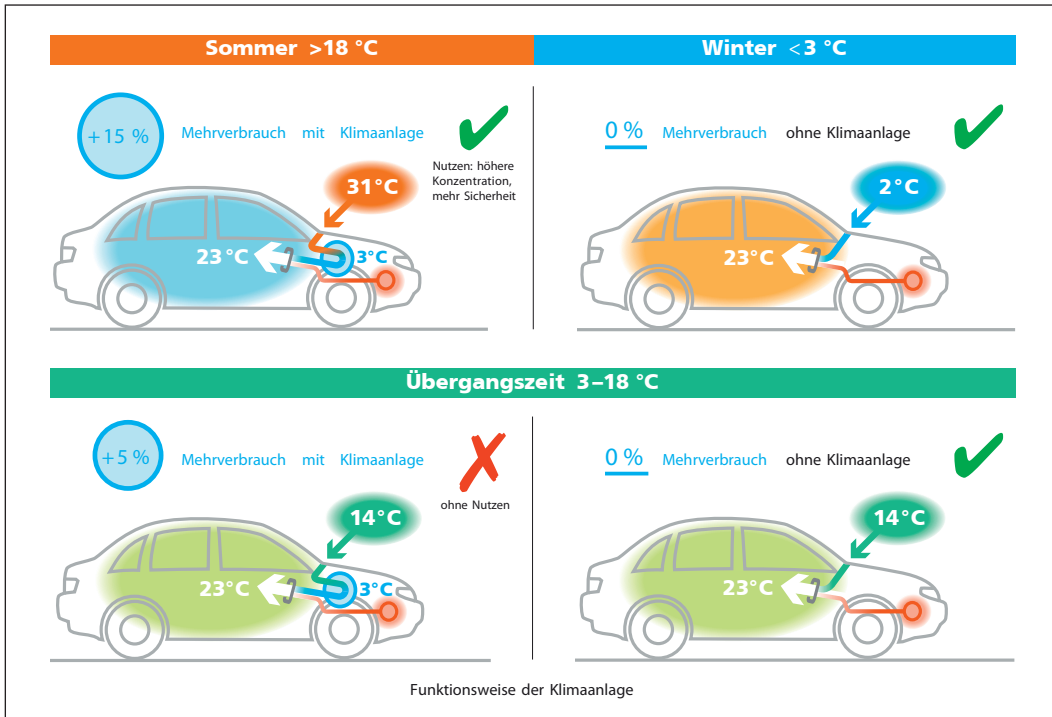 Sommer >18 °C
Winter <3 °C
+15 %
Mehrverbrauch mit Klimaanlage
Nutzen: höhere
Konzentration,
mehr Sicherheit
31°C
23°C
3°C
0 % Mehrverbrauch ohne Klimaanlage
2°C
23°C
Übergangszeit 3–18 °C
+5 %
Mehrverbrauch mit Klimaanlage
ohne Nutzen
14°C
23°C
3°C
0 % Mehrverbrauch ohne Klimaanlage
14°C
23°C
Funktionsweise der Klimaanlage